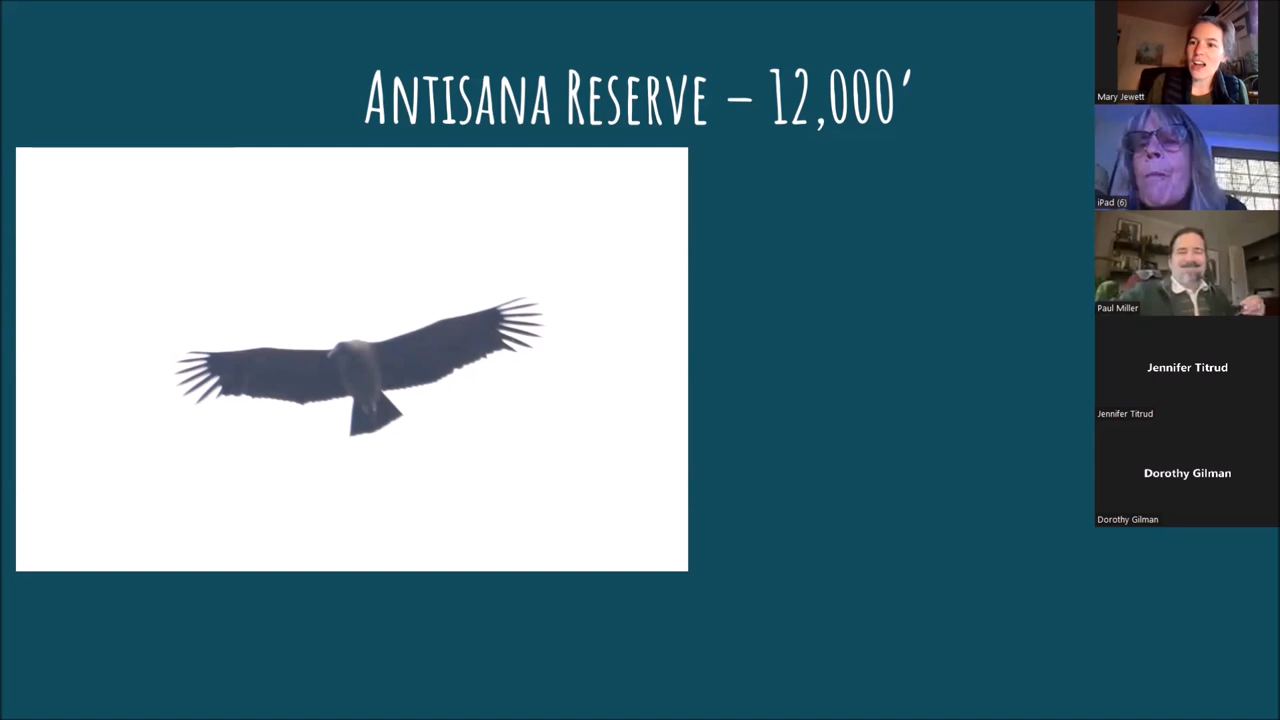 ANTISANA RESERVE – 12,000’
Mary Jewett
iPad (6)
Paul Miller
Jennifer Titrud
Jennifer Titrud
Dorothy Gilman
Dorothy Gilman